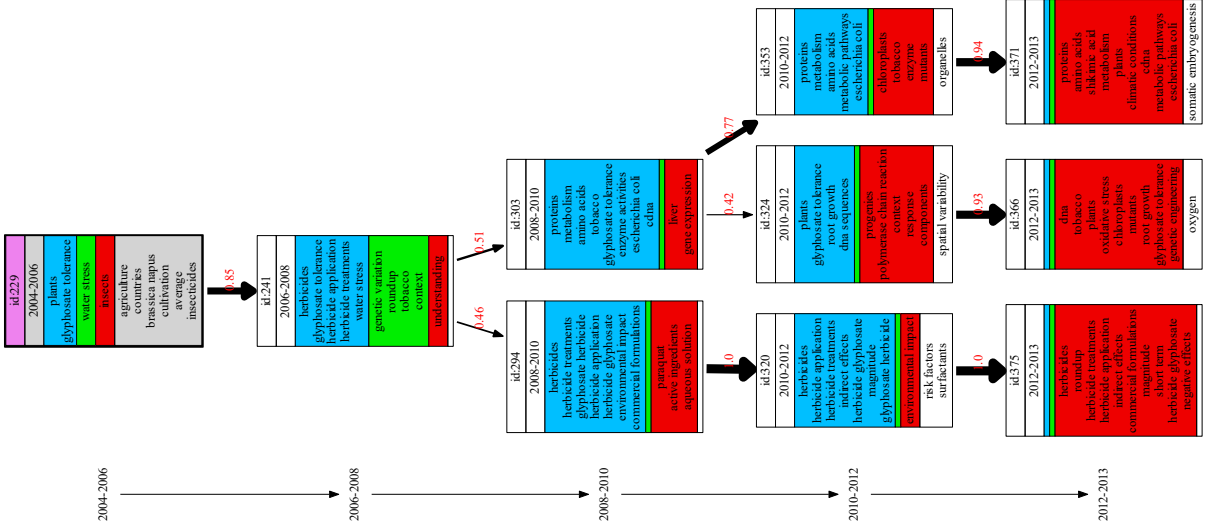 2004-2006
2006-2008
2008-2010
2010-2012
2012-2013
id:229
2004-2006
plants
glyphosate tolerance
water stress
insects
agriculture
countries
brassica napus
cultivation
average
insecticides
0.85
id:241
2006-2008
herbicides
glyphosate tolerance
herbicide application
herbicide treatments
water stress
genetic variation
roundup
tobacco
context
understanding
0.46
0.51
id:294
2008-2010
herbicides
herbicide treatments
glyphosate herbicide
herbicide application
herbicide glyphosate
environmental impact
commercial formulations
paraquat
active ingredients
aqueous solution
id:303
2008-2010
proteins
metabolism
amino acids
tobacco
glyphosate tolerance
enzyme activities
escherichia coli
cdna
liver
gene expression
1.0
0.42
0.77
id:320
2010-2012
herbicides
herbicide application
herbicide treatments
indirect effects
herbicide glyphosate
magnitude
glyphosate herbicide
environmental impact
risk factors
surfactants
id:324
2010-2012
plants
glyphosate tolerance
root growth
dna sequences
progenies
polymerase chain reaction
context
response
components
spatial variability
id:353
2010-2012
proteins
metabolism
amino acids
metabolic pathways
escherichia coli
chloroplasts
tobacco
enzyme
mutants
organelles
1.0
0.93
0.94
id:375
2012-2013
herbicides
roundup
herbicide treatments
herbicide application
indirect effects
commercial formulations
magnitude
short term
herbicide glyphosate
negative effects
id:366
2012-2013
dna
tobacco
plants
oxidative stress
chloroplasts
mutants
root growth
glyphosate tolerance
genetic engineering
oxygen
id:371
2012-2013
proteins
amino acids
shikimic acid
metabolism
plants
climatic conditions
cdna
metabolic pathways
escherichia coli
somatic embryogenesis